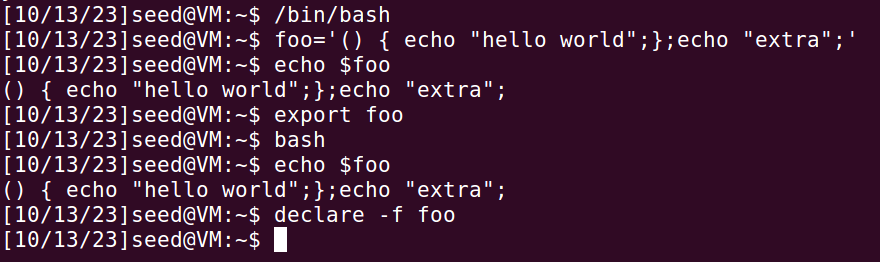 [10/13/23]seed@VM:~$ /bin/bash
[10/13/23]seed@VM:~$ foo='() { echo "hello world";};echo "extra";'
[10/13/23]seed@VM:~$ echo $foo
() { echo "hello world";};echo "extra";
[10/13/23]seed@VM:~$ export foo
[10/13/23]seed@VM:~$ bash
[10/13/23]seed@VM:~$ echo $foo
() { echo "hello world";};echo "extra";
[10/13/23]seed@VM:~$ declare -f foo
[10/13/23]seed@VM:~$